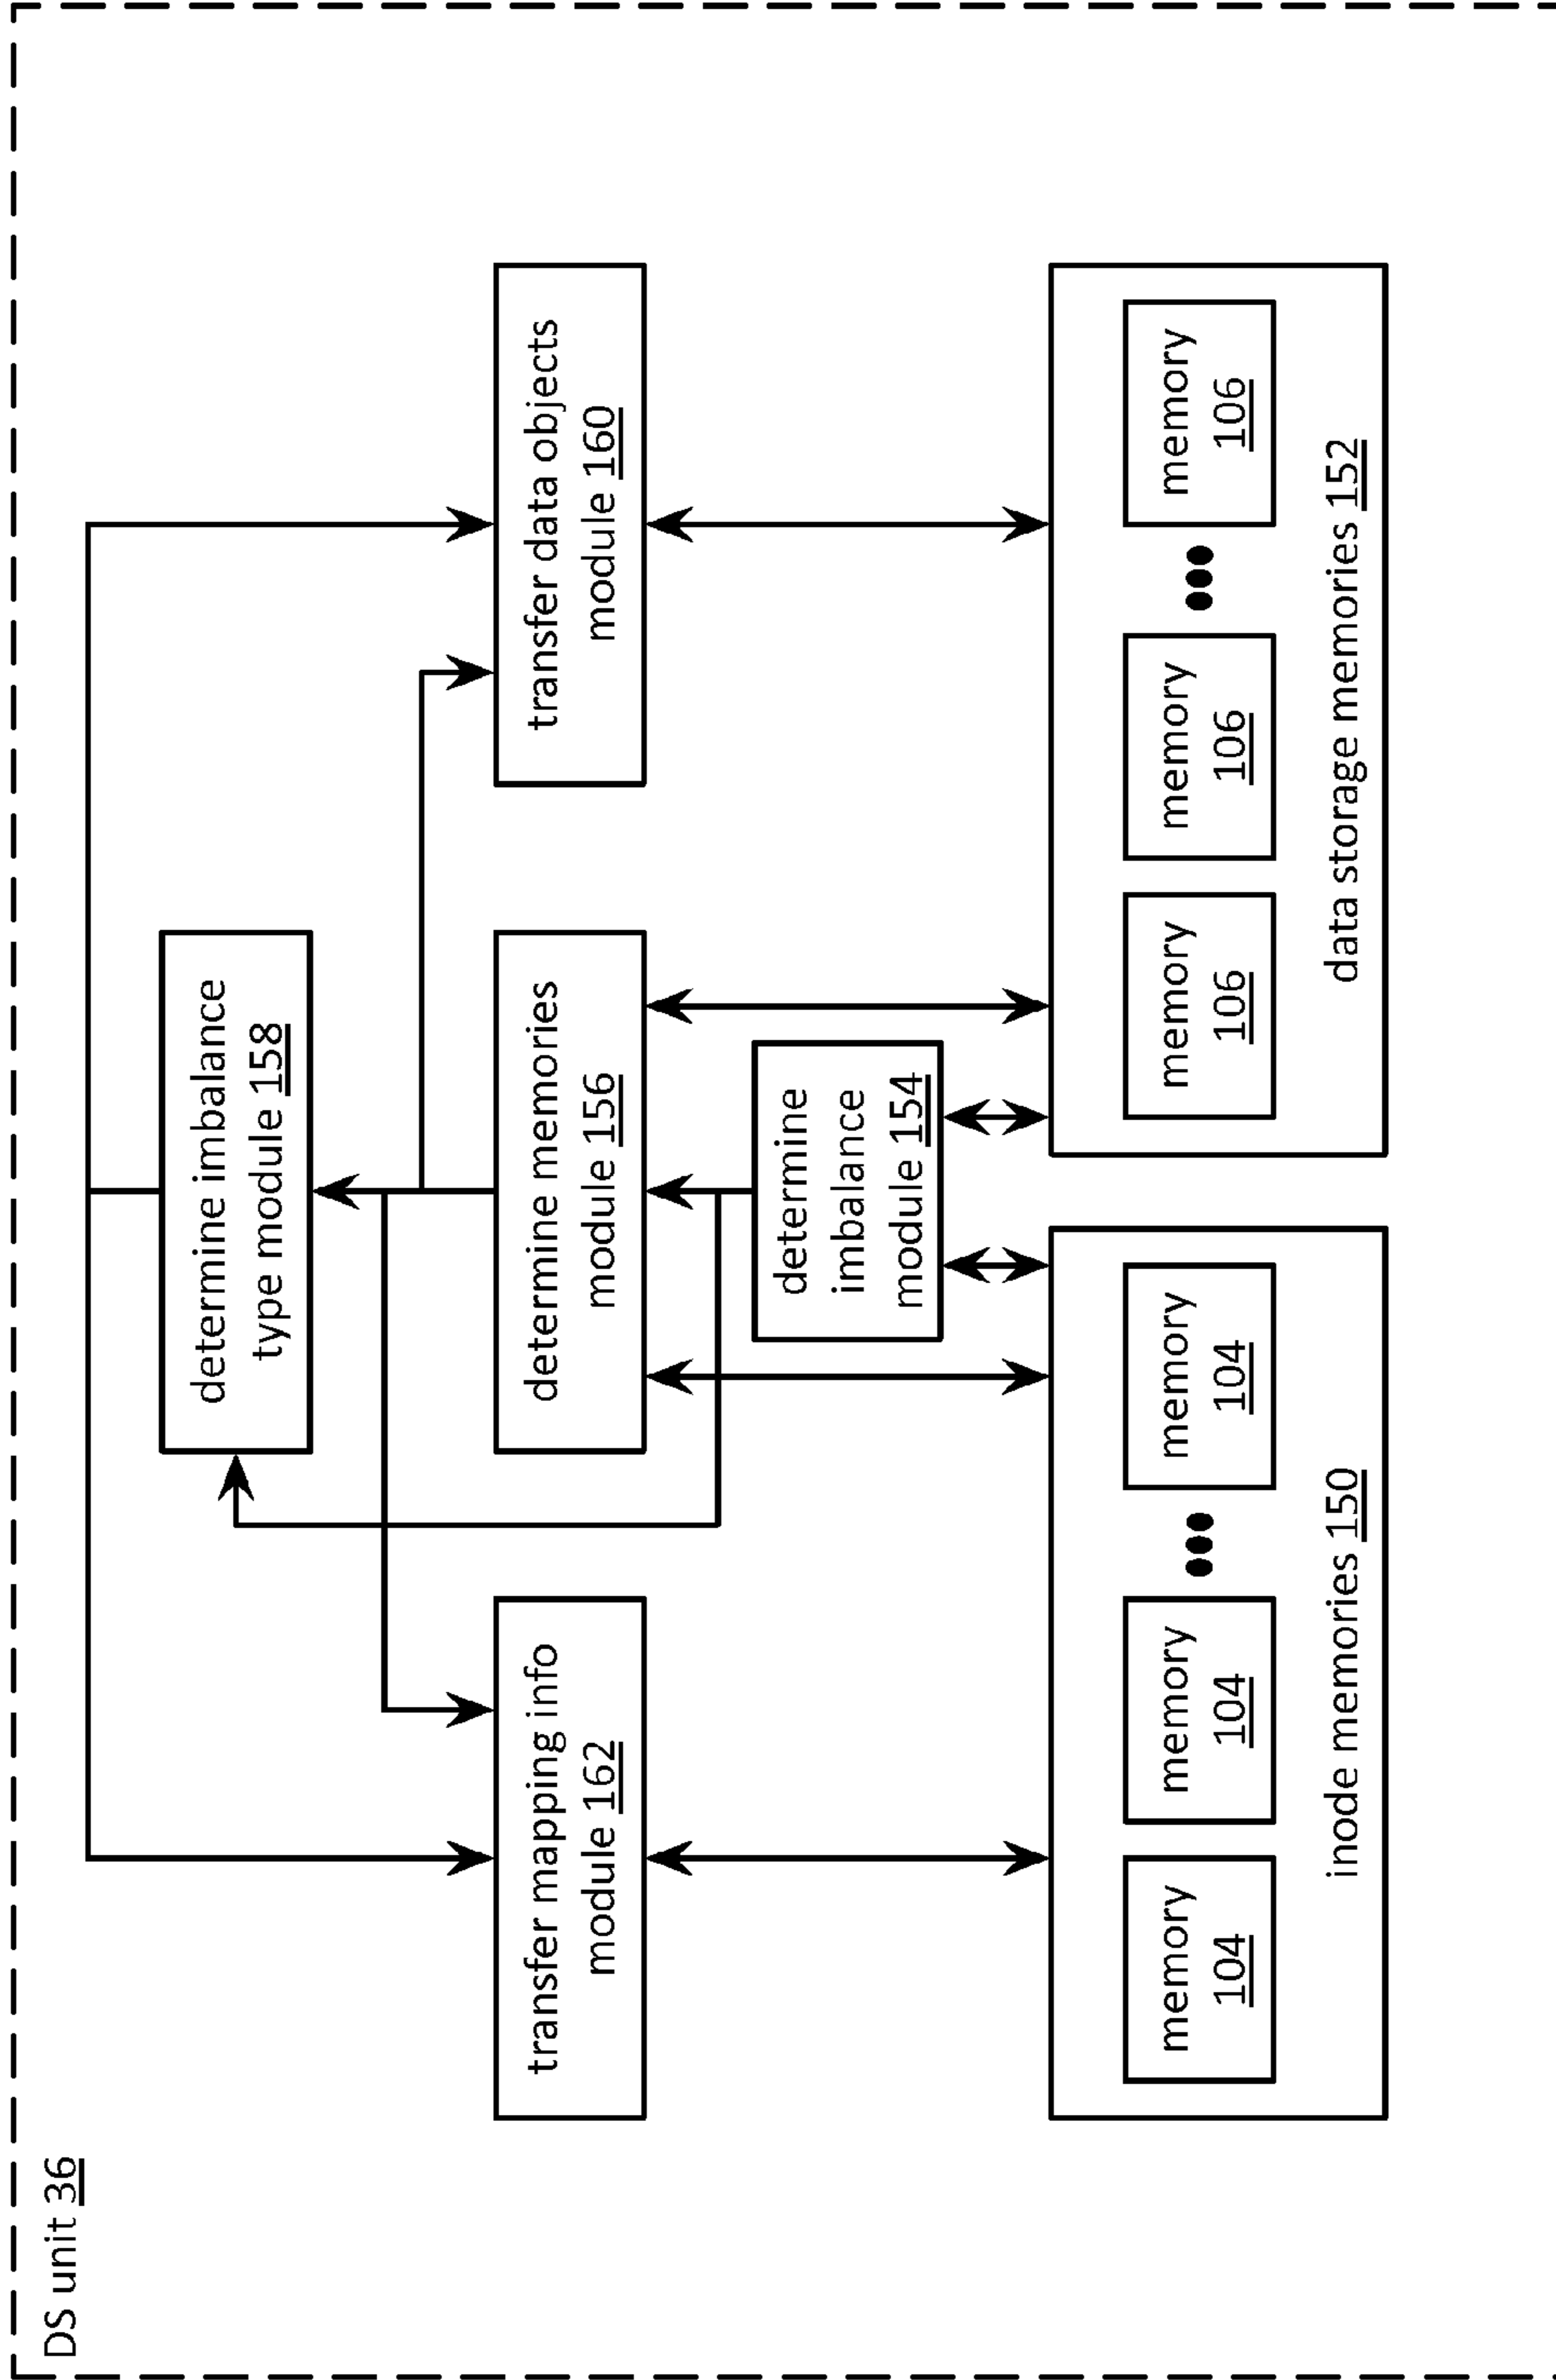 DS unit 36
determine imbalance
type module 158
transfer mapping info
module 162
determine memories
module 156
transfer data objects
module 160
determine
imbalance
module 154
memory
104
memory
104
memory
104
inode memories 150
memory
106
memory
106
memory
106
data storage memories 152